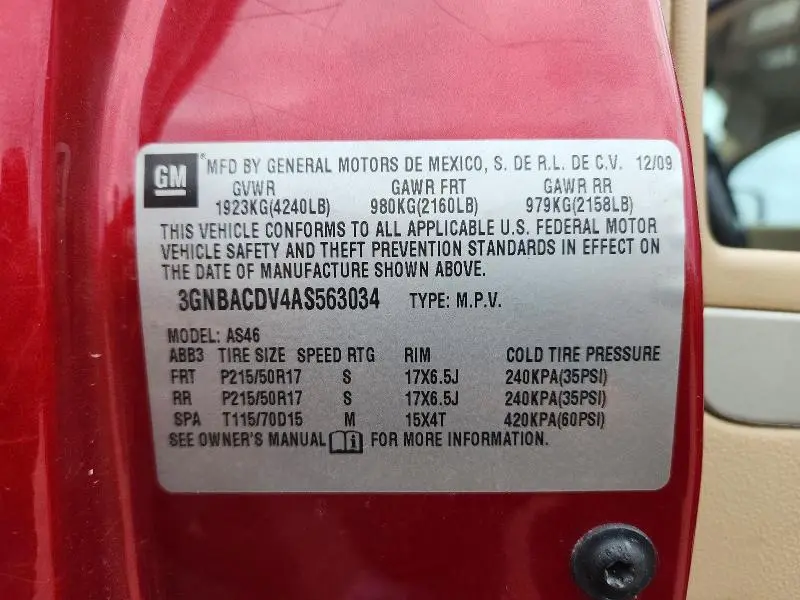 GM ® MFD BY GENERAL MOTORS DE MEXICO, S. DE R.L. DE C.V. 12/09
GVWR GAWR FRT GAWR RR
1923KG(4240LB) 980KG(2160LB) 979KG(2158LB)
THIS VEHICLE CONFORMS TO ALL APPLICABLE U.S. FEDERAL MOTOR
VEHICLE SAFETY AND THEFT PREVENTION STANDARDS IN EFFECT ON
THE DATE OF MANUFACTURE SHOWN ABOVE.
3GNBACDV4AS563034 TYPE: M.P.V.
MODEL: AS46
ABB3 TIRE SIZE SPEED RTG RIM COLD TIRE PRESSURE
FRT P215/50R17 S 17X6.5J 240KPA(35PSI)
RR P215/50R17 S 17X6.5J 240KPA(35PSI)
SPA T115/70D15 M 15X4T 420KPA(60PSI)
SEE OWNER'S MANUAL i FOR MORE INFORMATION.